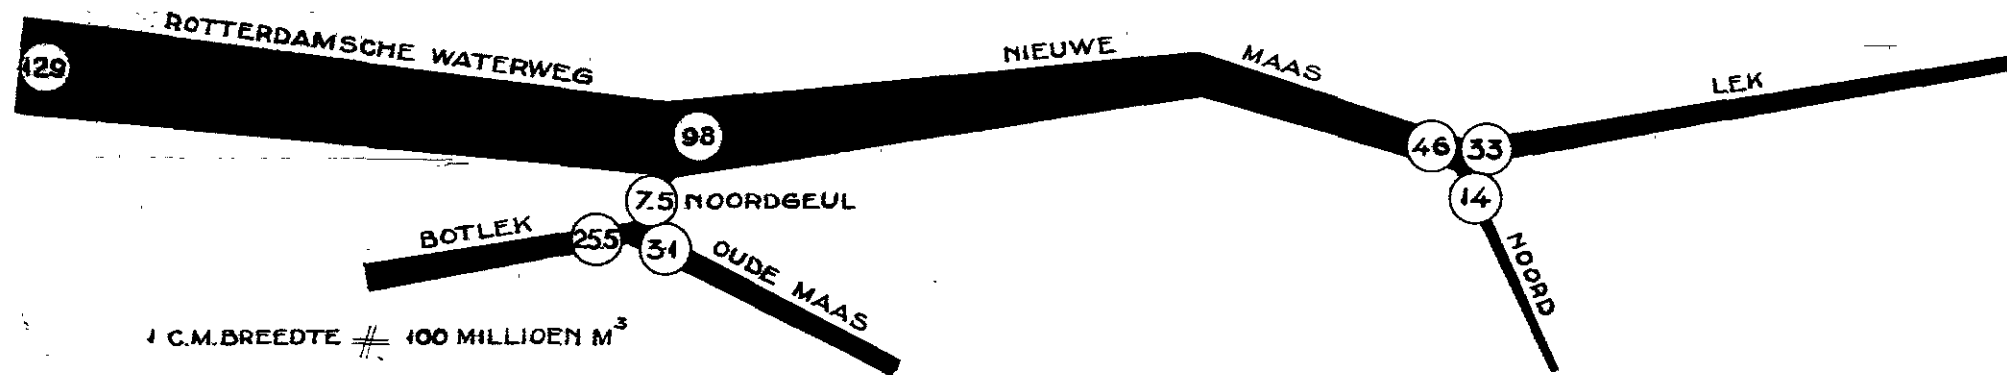 ROTTERDAMSCHE WATERWEG
NIEUWE MAAS
LEK
129
98
46
33
14
7.5 NOORDGEUL
BOTLEK
25.5
31
OUDE MAAS
NOORD
1 C.M. BREEDTE # 100 MILLIOEN M³